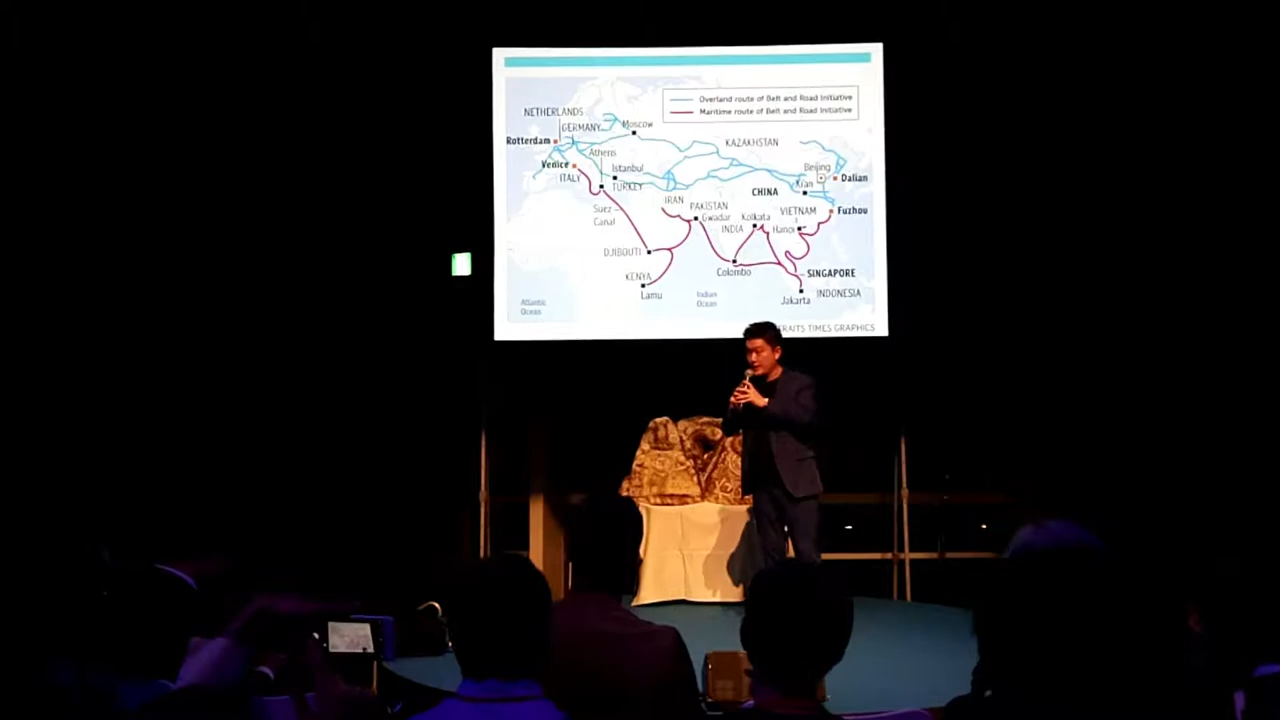 Overland route of Belt and Road Initiative
Maritime route of Belt and Road Initiative
NETHERLANDS
GERMANY
Moscow
Rotterdam
KAZAKHSTAN
Athens
Venice
Istanbul
Beijing
ITALY
TURKEY
Dalian
CHINA
Xian
IRAN
PAKISTAN
Suez
Canal
Gwadar
Kolkata
VIETNAM
Fuzhou
INDIA
Hanoi
DJIBOUTI
Colombo
SINGAPORE
KENYA
Lamu
Indian
Ocean
Jakarta
INDONESIA
Atlantic
Ocean
RAITS TIMES GRAPHICS